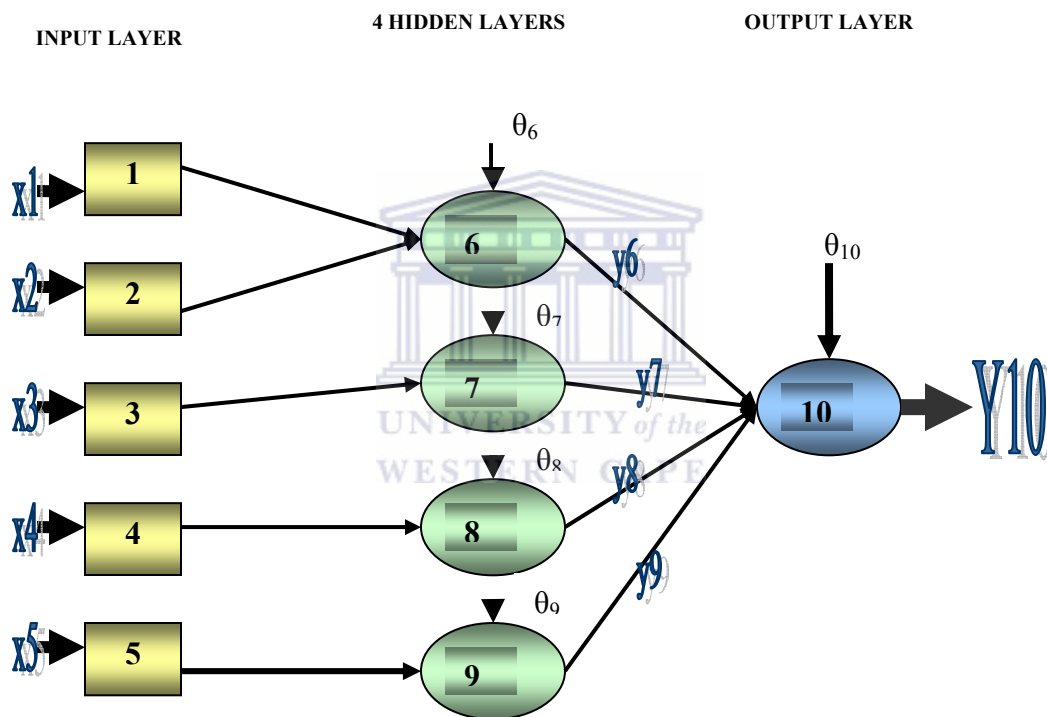 INPUT LAYER
4 HIDDEN LAYERS
OUTPUT LAYER
θ6
x1
1
6
y6
θ10
x2
2
θ7
x3
3
7
y7
10
Y10
UNIVERSITY of the
WESTERN CAPE
θ8
x4
4
8
y8
θ9
y9
x5
5
9